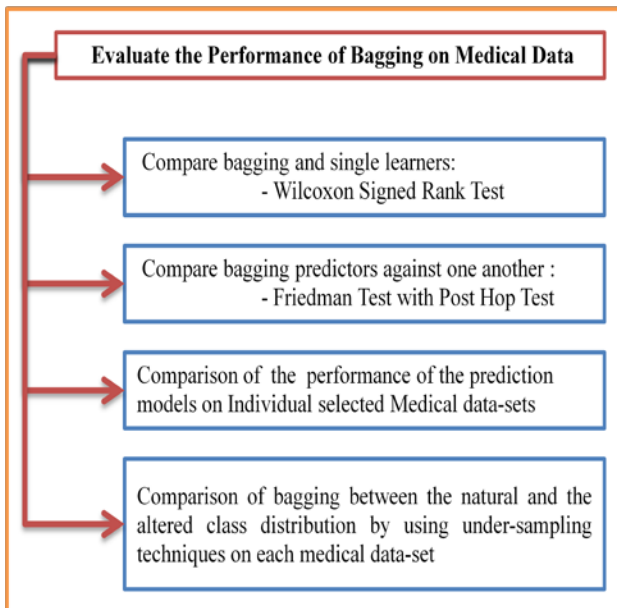 Evaluate the Performance of Bagging on Medical Data
Compare bagging and single learners:
- Wilcoxon Signed Rank Test
Compare bagging predictors against one another :
- Friedman Test with Post Hop Test
Comparison of the performance of the prediction
models on Individual selected Medical data-sets
Comparison of bagging between the natural and the
altered class distribution by using under-sampling
techniques on each medical data-set